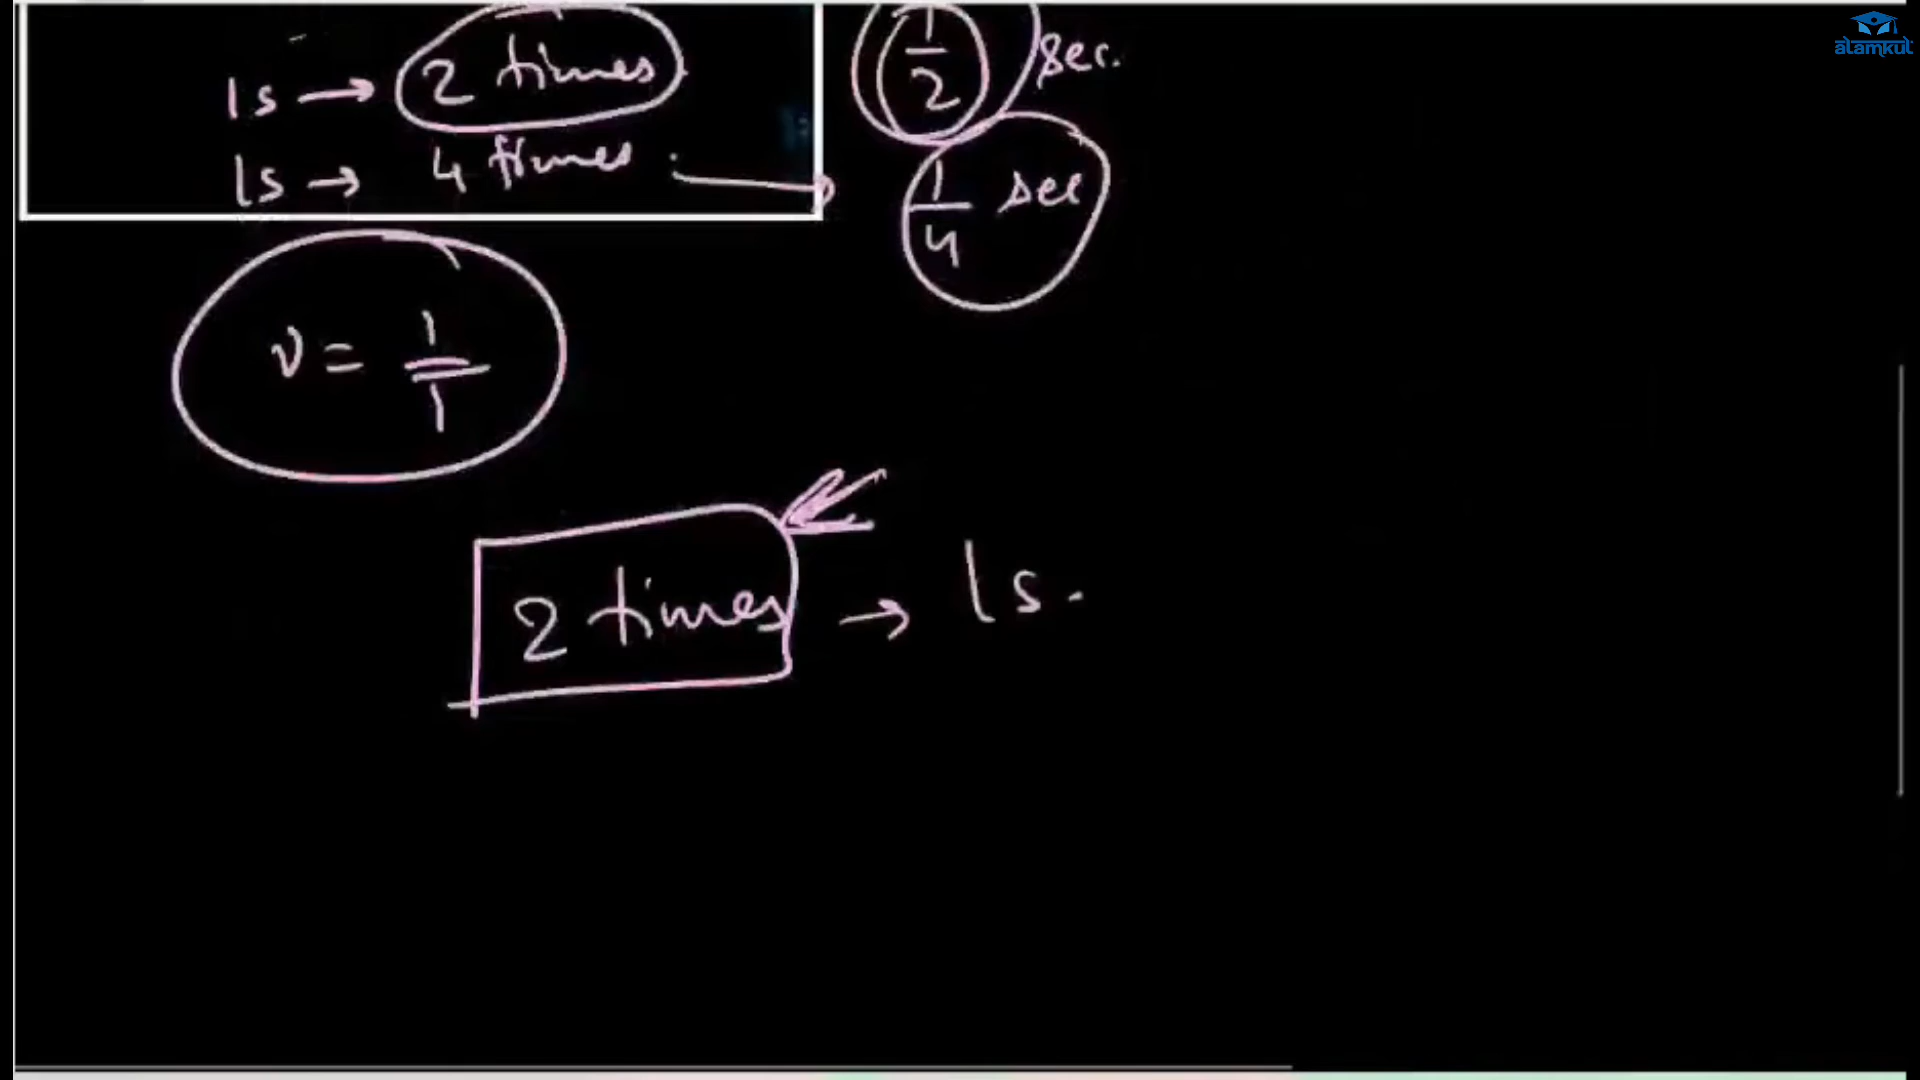 1s → 2 times
1/2 sec.
1s → 4 times
1/4 sec
ν = 1/T
2 times → 1s.
alamkul